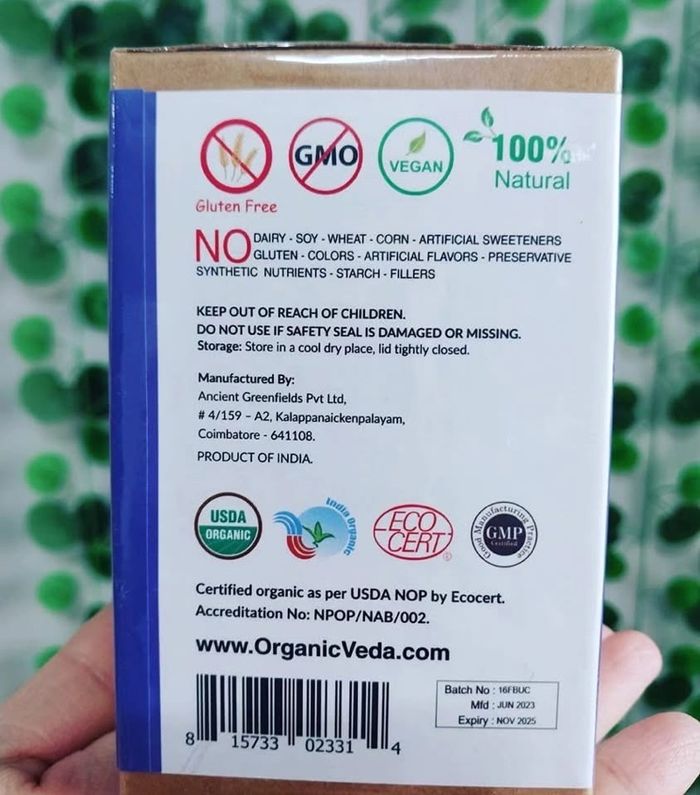 GMO
VEGAN
100%
Natural
Gluten Free
NO DAIRY - SOY - WHEAT - CORN - ARTIFICIAL SWEETENERS
GLUTEN - COLORS - ARTIFICIAL FLAVORS - PRESERVATIVE
SYNTHETIC NUTRIENTS - STARCH - FILLERS
KEEP OUT OF REACH OF CHILDREN.
DO NOT USE IF SAFETY SEAL IS DAMAGED OR MISSING.
Storage: Store in a cool dry place, lid tightly closed.
Manufactured By:
Ancient Greenfields Pvt Ltd,
# 4/159 – A2, Kalappanaickenpalayam,
Coimbatore - 641108.
PRODUCT OF INDIA.
USDA
ORGANIC
India Organic
ECO
CERT
®
Good Manufacturing Practice
GMP
Certified
Certified organic as per USDA NOP by Ecocert.
Accreditation No: NPOP/NAB/002.
www.OrganicVeda.com
8 15733 02331 4
Batch No : 16FBUC
Mfd : JUN 2023
Expiry : NOV 2025